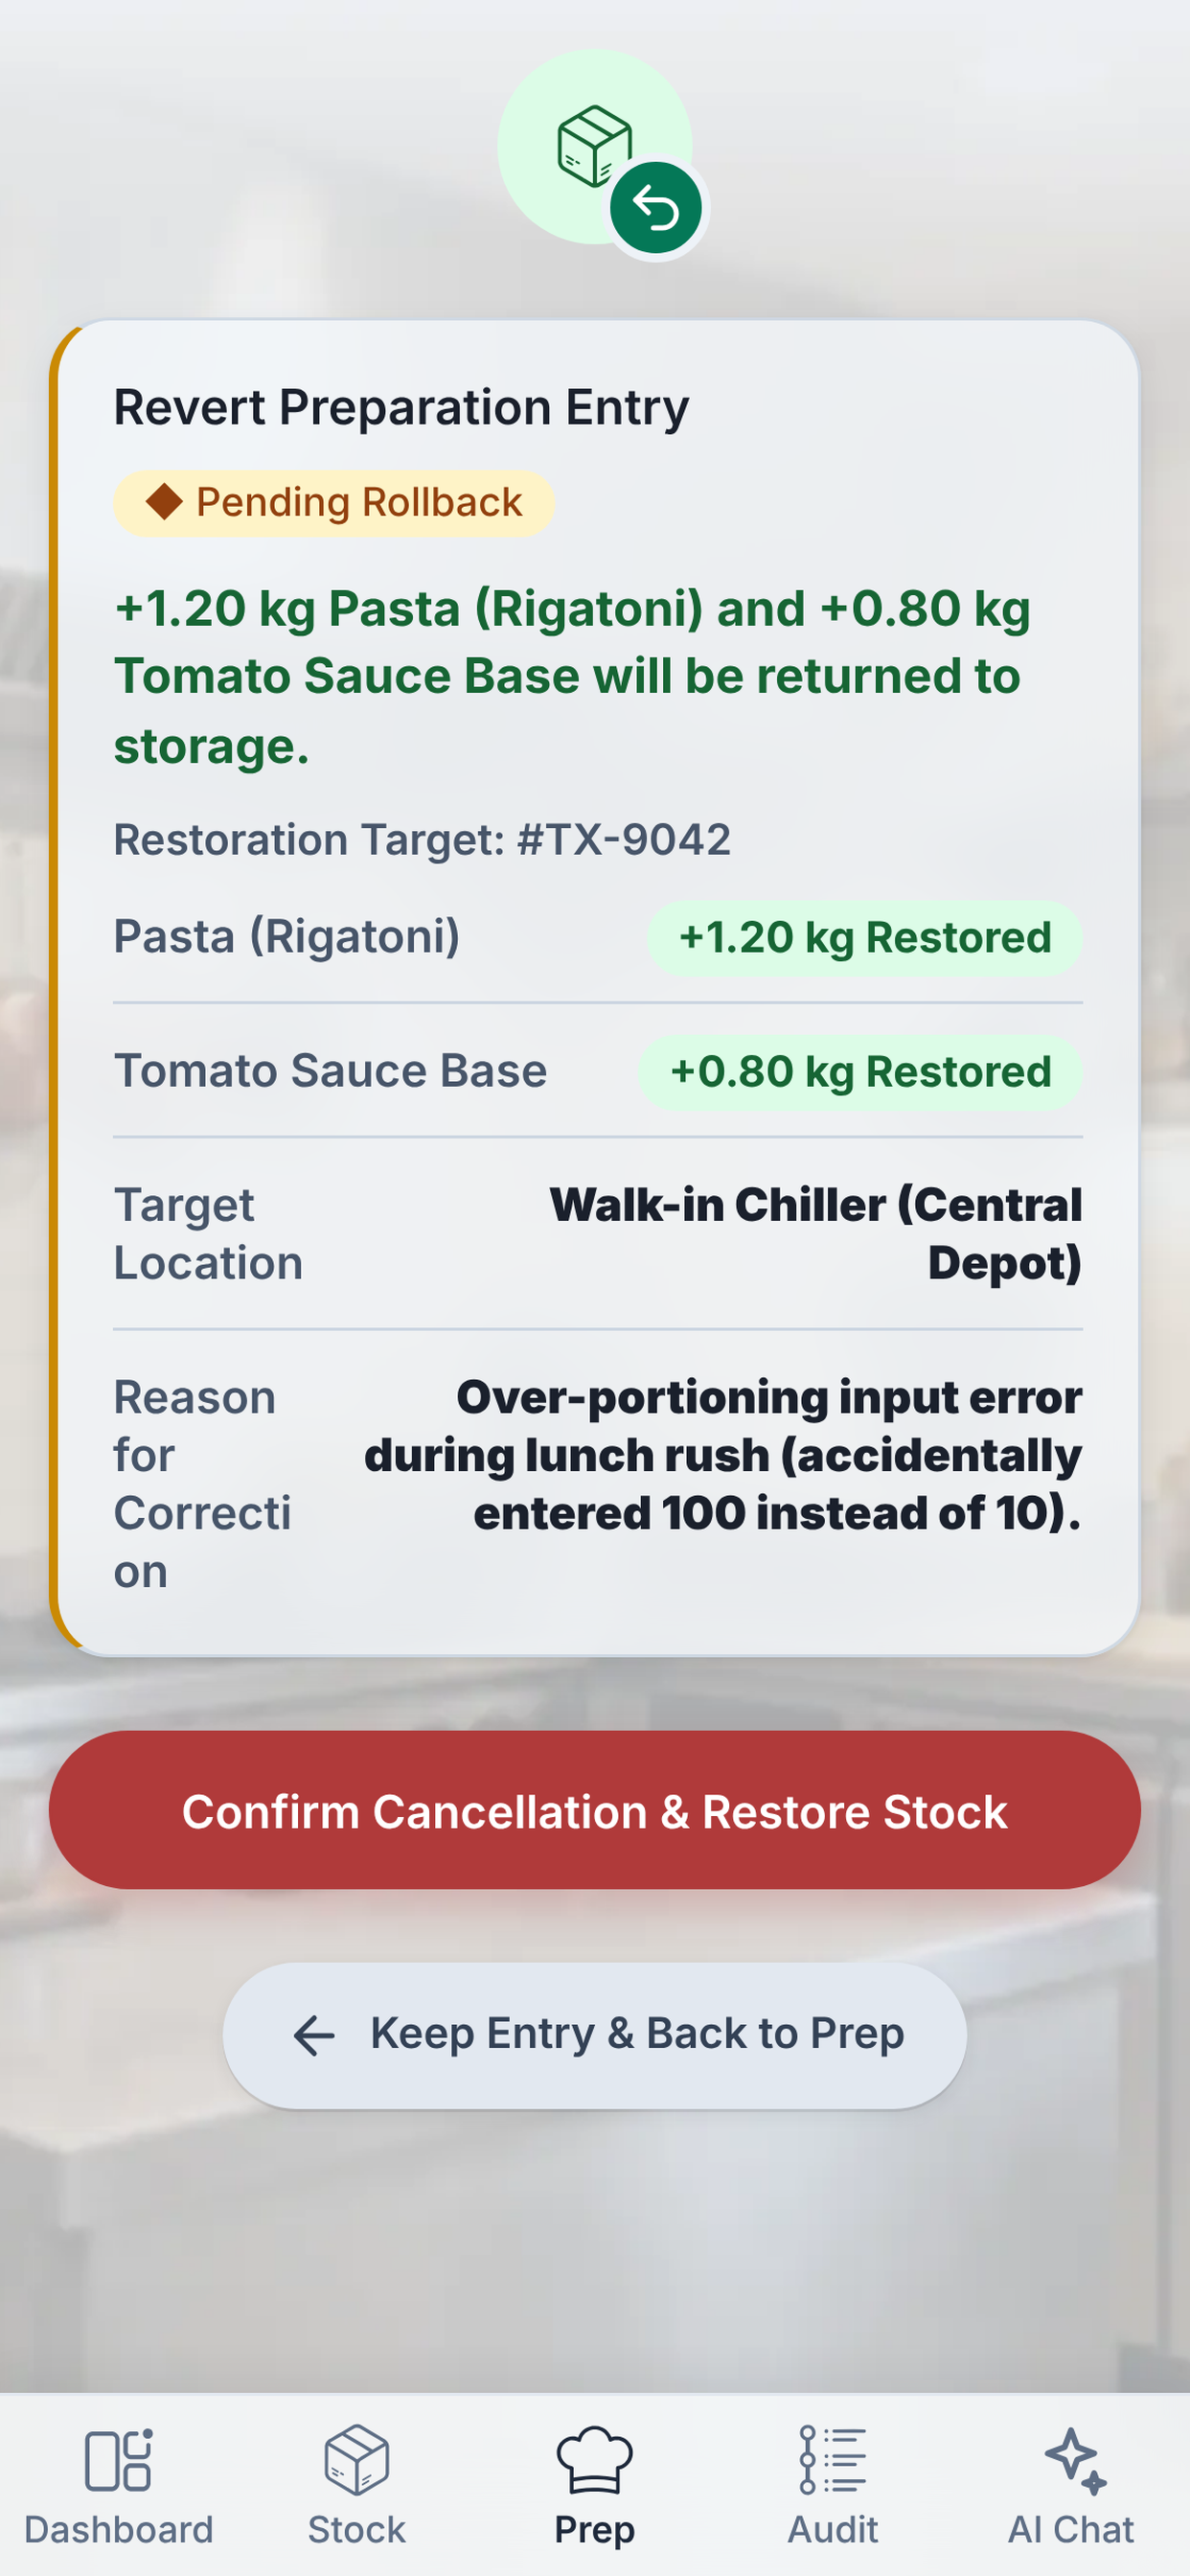 Revert Preparation Entry
◆ Pending Rollback
+1.20 kg Pasta (Rigatoni) and +0.80 kg
Tomato Sauce Base will be returned to
storage.
Restoration Target: #TX-9042
Pasta (Rigatoni)
+1.20 kg Restored
Tomato Sauce Base
+0.80 kg Restored
Target
Location
Walk-in Chiller (Central
Depot)
Reason
for
Correcti
on
Over-portioning input error
during lunch rush (accidentally
entered 100 instead of 10).
Confirm Cancellation & Restore Stock
Keep Entry & Back to Prep
Dashboard
Stock
Prep
Audit
AI Chat